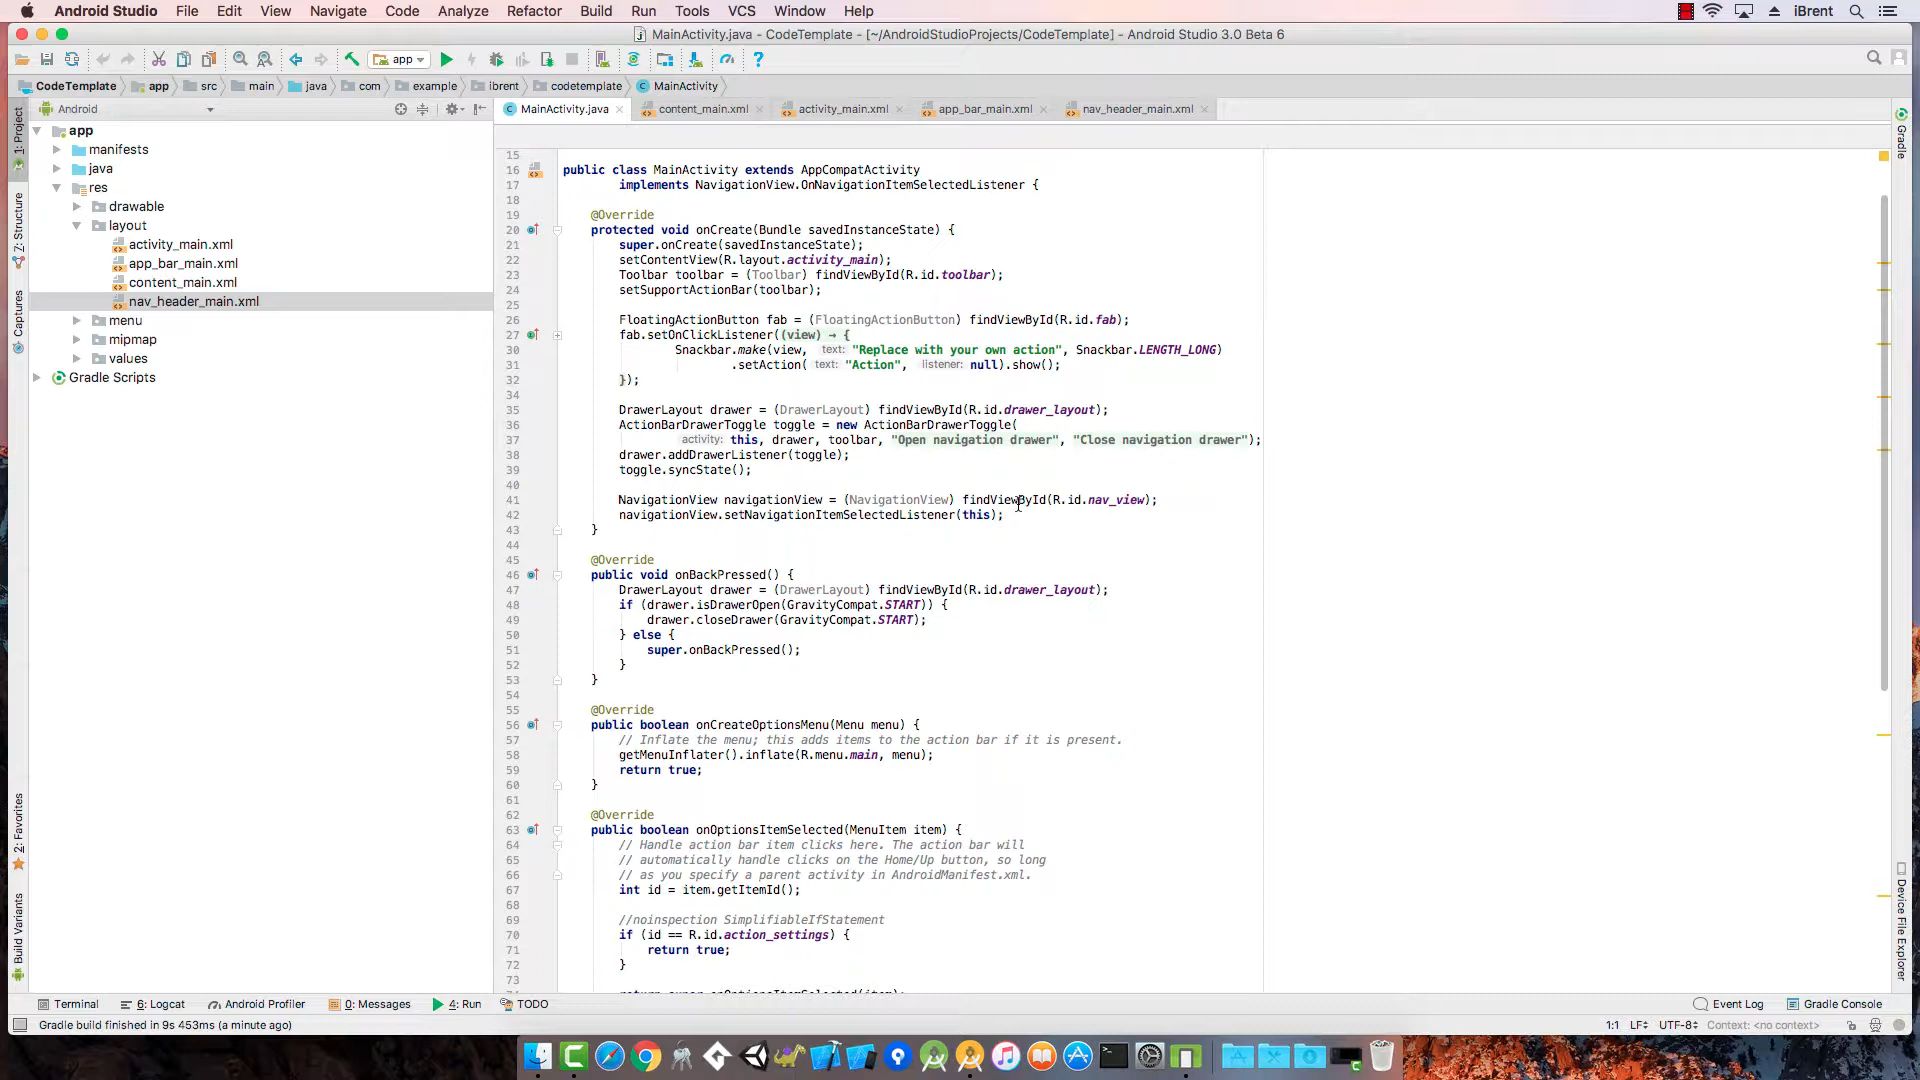 Android Studio File Edit View Navigate Code Analyze Refactor Build Run Tools VCS Window Help iBrent
MainActivity.java - CodeTemplate - [~/AndroidStudioProjects/CodeTemplate] - Android Studio 3.0 Beta 6
app
CodeTemplate app src main java com example ibrent codetemplate MainActivity
Android
MainActivity.java content_main.xml activity_main.xml app_bar_main.xml nav_header_main.xml
1: Project
7: Structure
Captures
2: Favorites
Build Variants
app
manifests
java
res
drawable
layout
activity_main.xml
app_bar_main.xml
content_main.xml
nav_header_main.xml
menu
mipmap
values
Gradle Scripts
15
16 public class MainActivity extends AppCompatActivity
17 implements NavigationView.OnNavigationItemSelectedListener {
18
19 @Override
20 protected void onCreate(Bundle savedInstanceState) {
21 super.onCreate(savedInstanceState);
22 setContentView(R.layout.activity_main);
23 Toolbar toolbar = (Toolbar) findViewById(R.id.toolbar);
24 setSupportActionBar(toolbar);
25
26 FloatingActionButton fab = (FloatingActionButton) findViewById(R.id.fab);
27 fab.setOnClickListener((view) → {
30 Snackbar.make(view, text: "Replace with your own action", Snackbar.LENGTH_LONG)
31 .setAction( text: "Action", listener: null).show();
32 });
34
35 DrawerLayout drawer = (DrawerLayout) findViewById(R.id.drawer_layout);
36 ActionBarDrawerToggle toggle = new ActionBarDrawerToggle(
37 activity: this, drawer, toolbar, "Open navigation drawer", "Close navigation drawer");
38 drawer.addDrawerListener(toggle);
39 toggle.syncState();
40
41 NavigationView navigationView = (NavigationView) findViewById(R.id.nav_view);
42 navigationView.setNavigationItemSelectedListener(this);
43 }
44
45 @Override
46 public void onBackPressed() {
47 DrawerLayout drawer = (DrawerLayout) findViewById(R.id.drawer_layout);
48 if (drawer.isDrawerOpen(GravityCompat.START)) {
49 drawer.closeDrawer(GravityCompat.START);
50 } else {
51 super.onBackPressed();
52 }
53 }
54
55 @Override
56 public boolean onCreateOptionsMenu(Menu menu) {
57 // Inflate the menu; this adds items to the action bar if it is present.
58 getMenuInflater().inflate(R.menu.main, menu);
59 return true;
60 }
61
62 @Override
63 public boolean onOptionsItemSelected(MenuItem item) {
64 // Handle action bar item clicks here. The action bar will
65 // automatically handle clicks on the Home/Up button, so long
66 // as you specify a parent activity in AndroidManifest.xml.
67 int id = item.getItemId();
68
69 //noinspection SimplifiableIfStatement
70 if (id == R.id.action_settings) {
71 return true;
72 }
73
return super.onOptionsItemSelected(item);
Gradle
Device File Explorer
Terminal 6: Logcat Android Profiler 0: Messages 4: Run TODO Event Log Gradle Console
Gradle build finished in 9s 453ms (a minute ago) 1:1 LF UTF-8 Context: <no context>